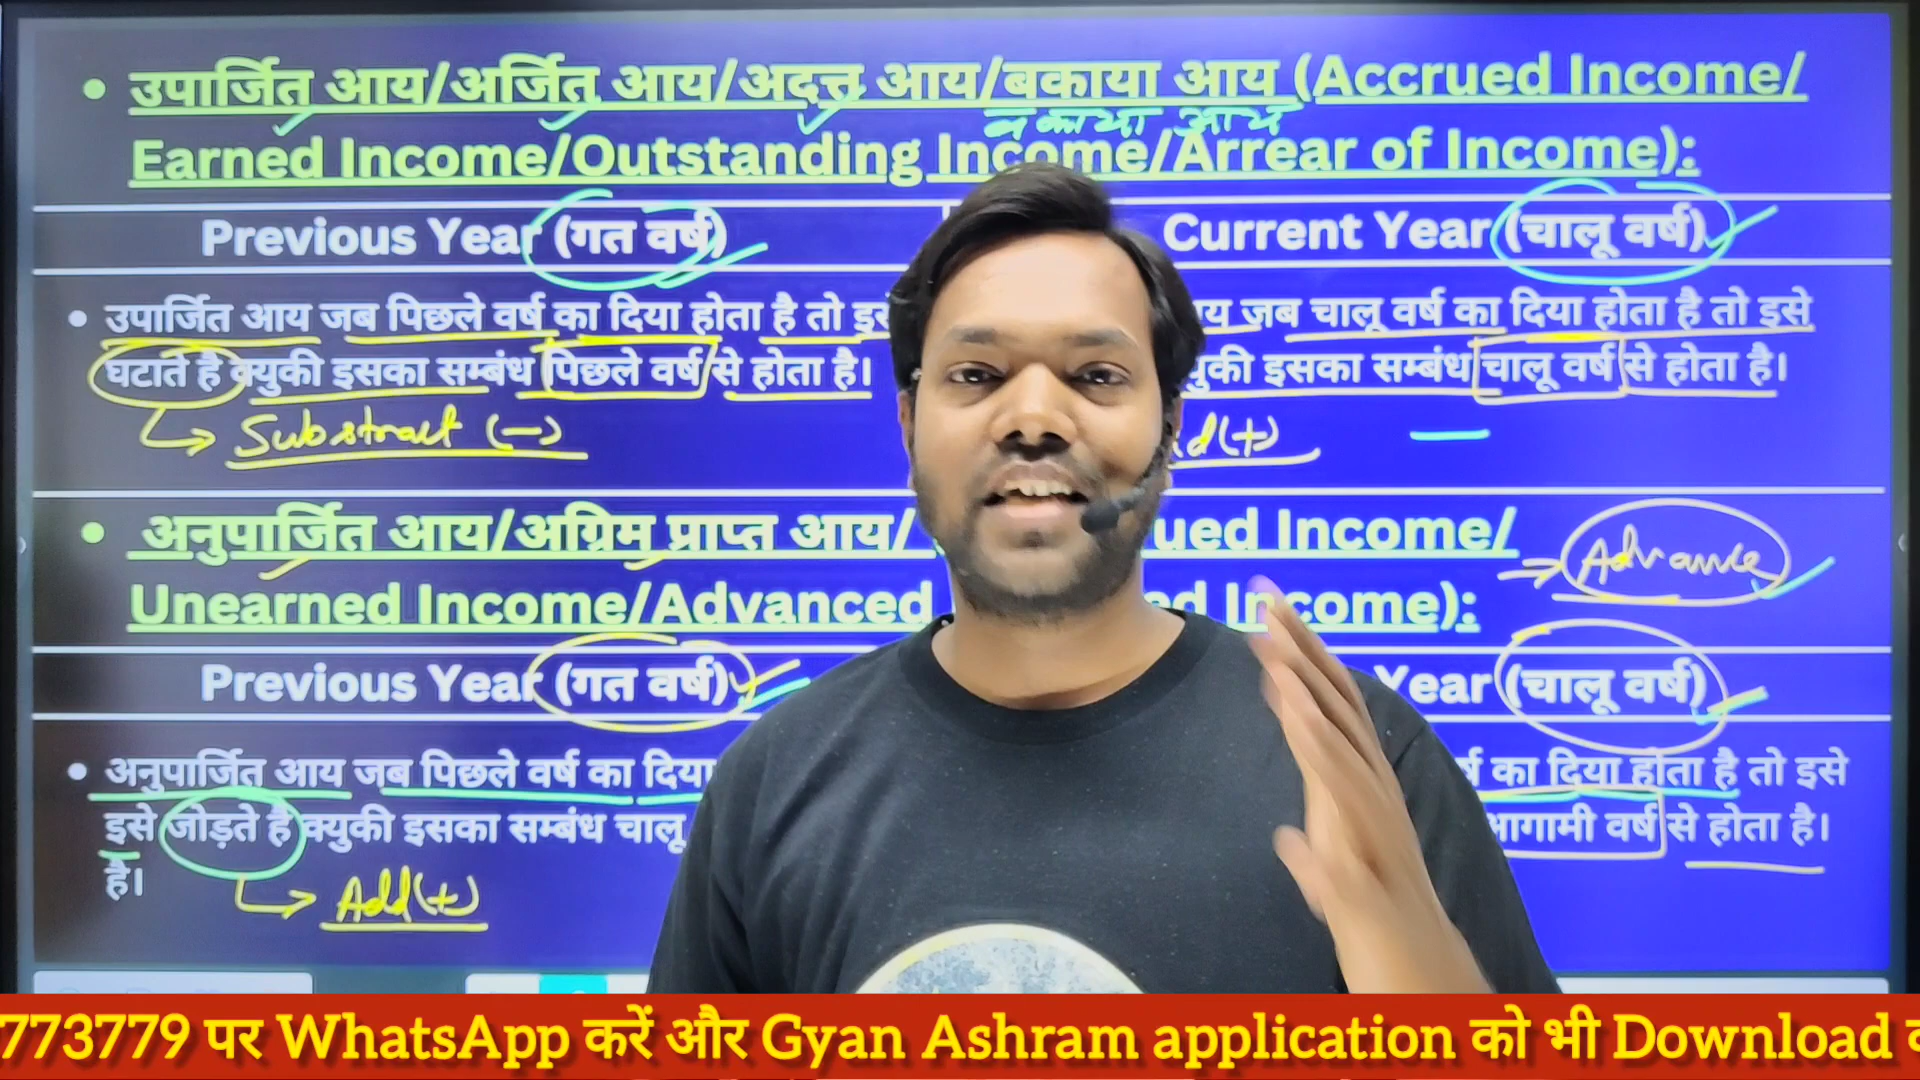 • उपार्जित आय/अर्जित आय/अदत्त आय/बकाया आय (Accrued Income/
बकाया आय
Earned Income/Outstanding Income/Arrear of Income):
Previous Year (गत वर्ष) Current Year (चालू वर्ष)
• उपार्जित आय जब पिछले वर्ष का दिया होता है तो इसे जब चालू वर्ष का दिया होता है तो इसे
घटाते है क्युकी इसका सम्बंध पिछले वर्ष से होता है। इसका सम्बंध चालू वर्ष से होता है।
Substract (-) (+)
• अनुपार्जित आय/अग्रिम प्राप्त आय/ Income/
Advance
Unearned Income/Advanced Income):
Previous Year (गत वर्ष) Year (चालू वर्ष)
• अनुपार्जित आय जब पिछले वर्ष का दिया का दिया होता है तो इसे
इसे जोड़ते है क्युकी इसका सम्बंध चालू आगामी वर्ष से होता है।
है।
Add (+)
773779 पर WhatsApp करें और Gyan Ashram application को भी Download